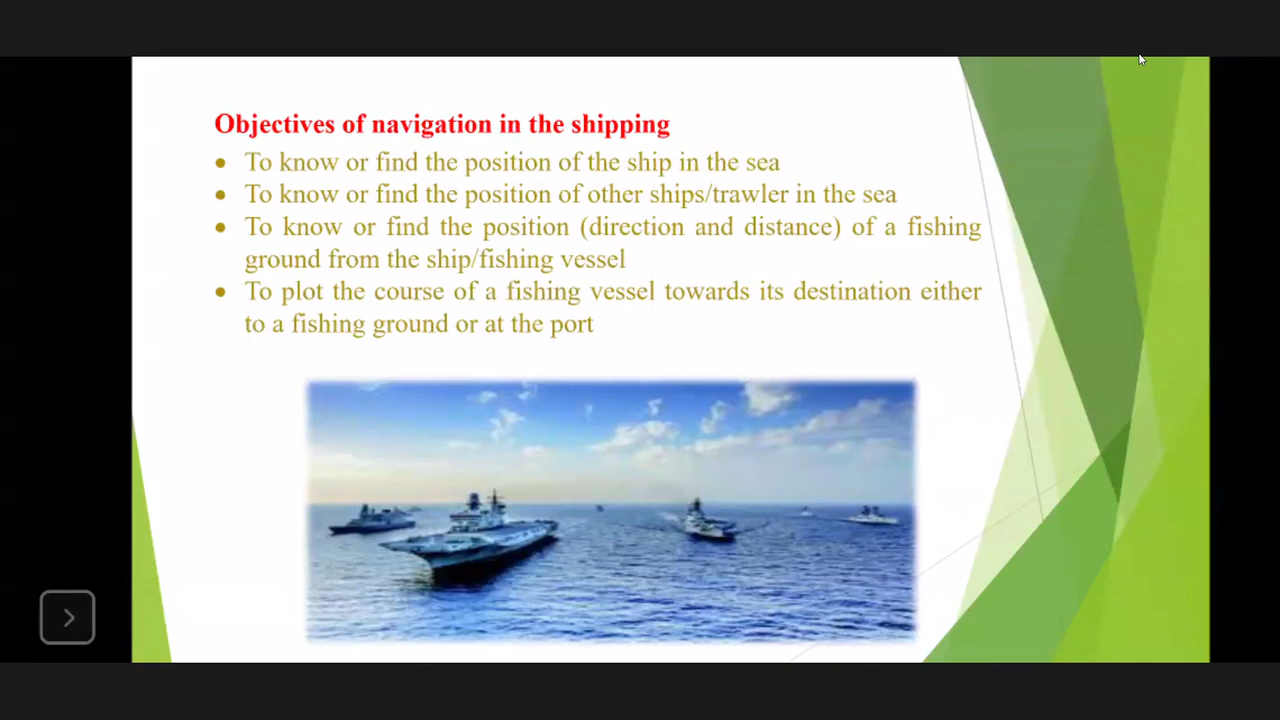 Objectives of navigation in the shipping
• To know or find the position of the ship in the sea
• To know or find the position of other ships/trawler in the sea
• To know or find the position (direction and distance) of a fishing
ground from the ship/fishing vessel
• To plot the course of a fishing vessel towards its destination either
to a fishing ground or at the port